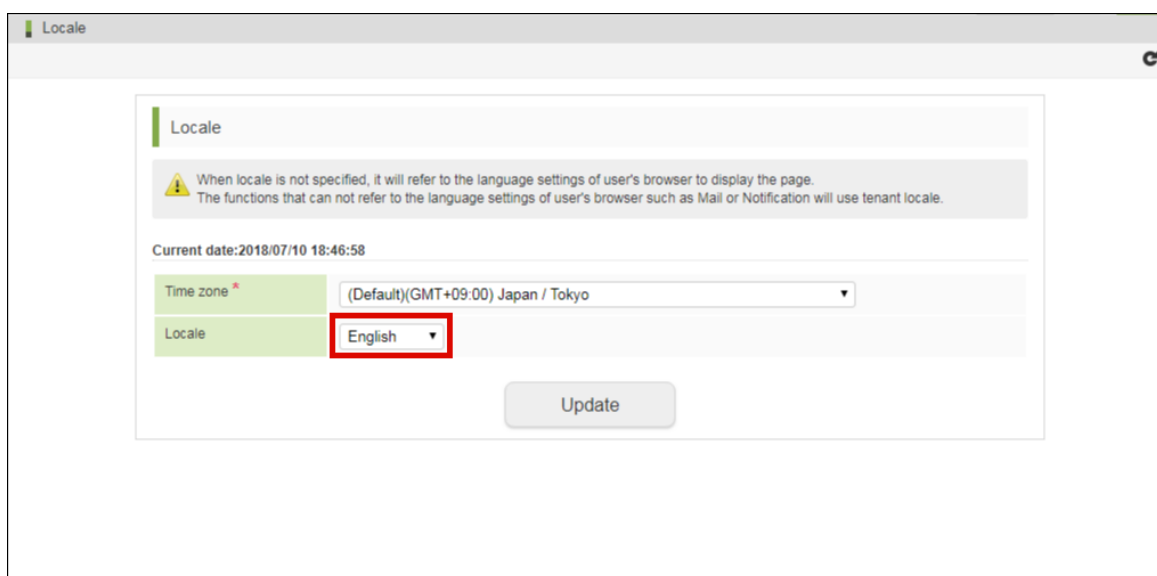 Locale
Locale
When locale is not specified, it will refer to the language settings of user's browser to display the page.
The functions that can not refer to the language settings of user's browser such as Mail or Notification will use tenant locale.
Current date:2018/07/10 18:46:58
Time zone * (Default)(GMT+09:00) Japan / Tokyo
Locale English
Update